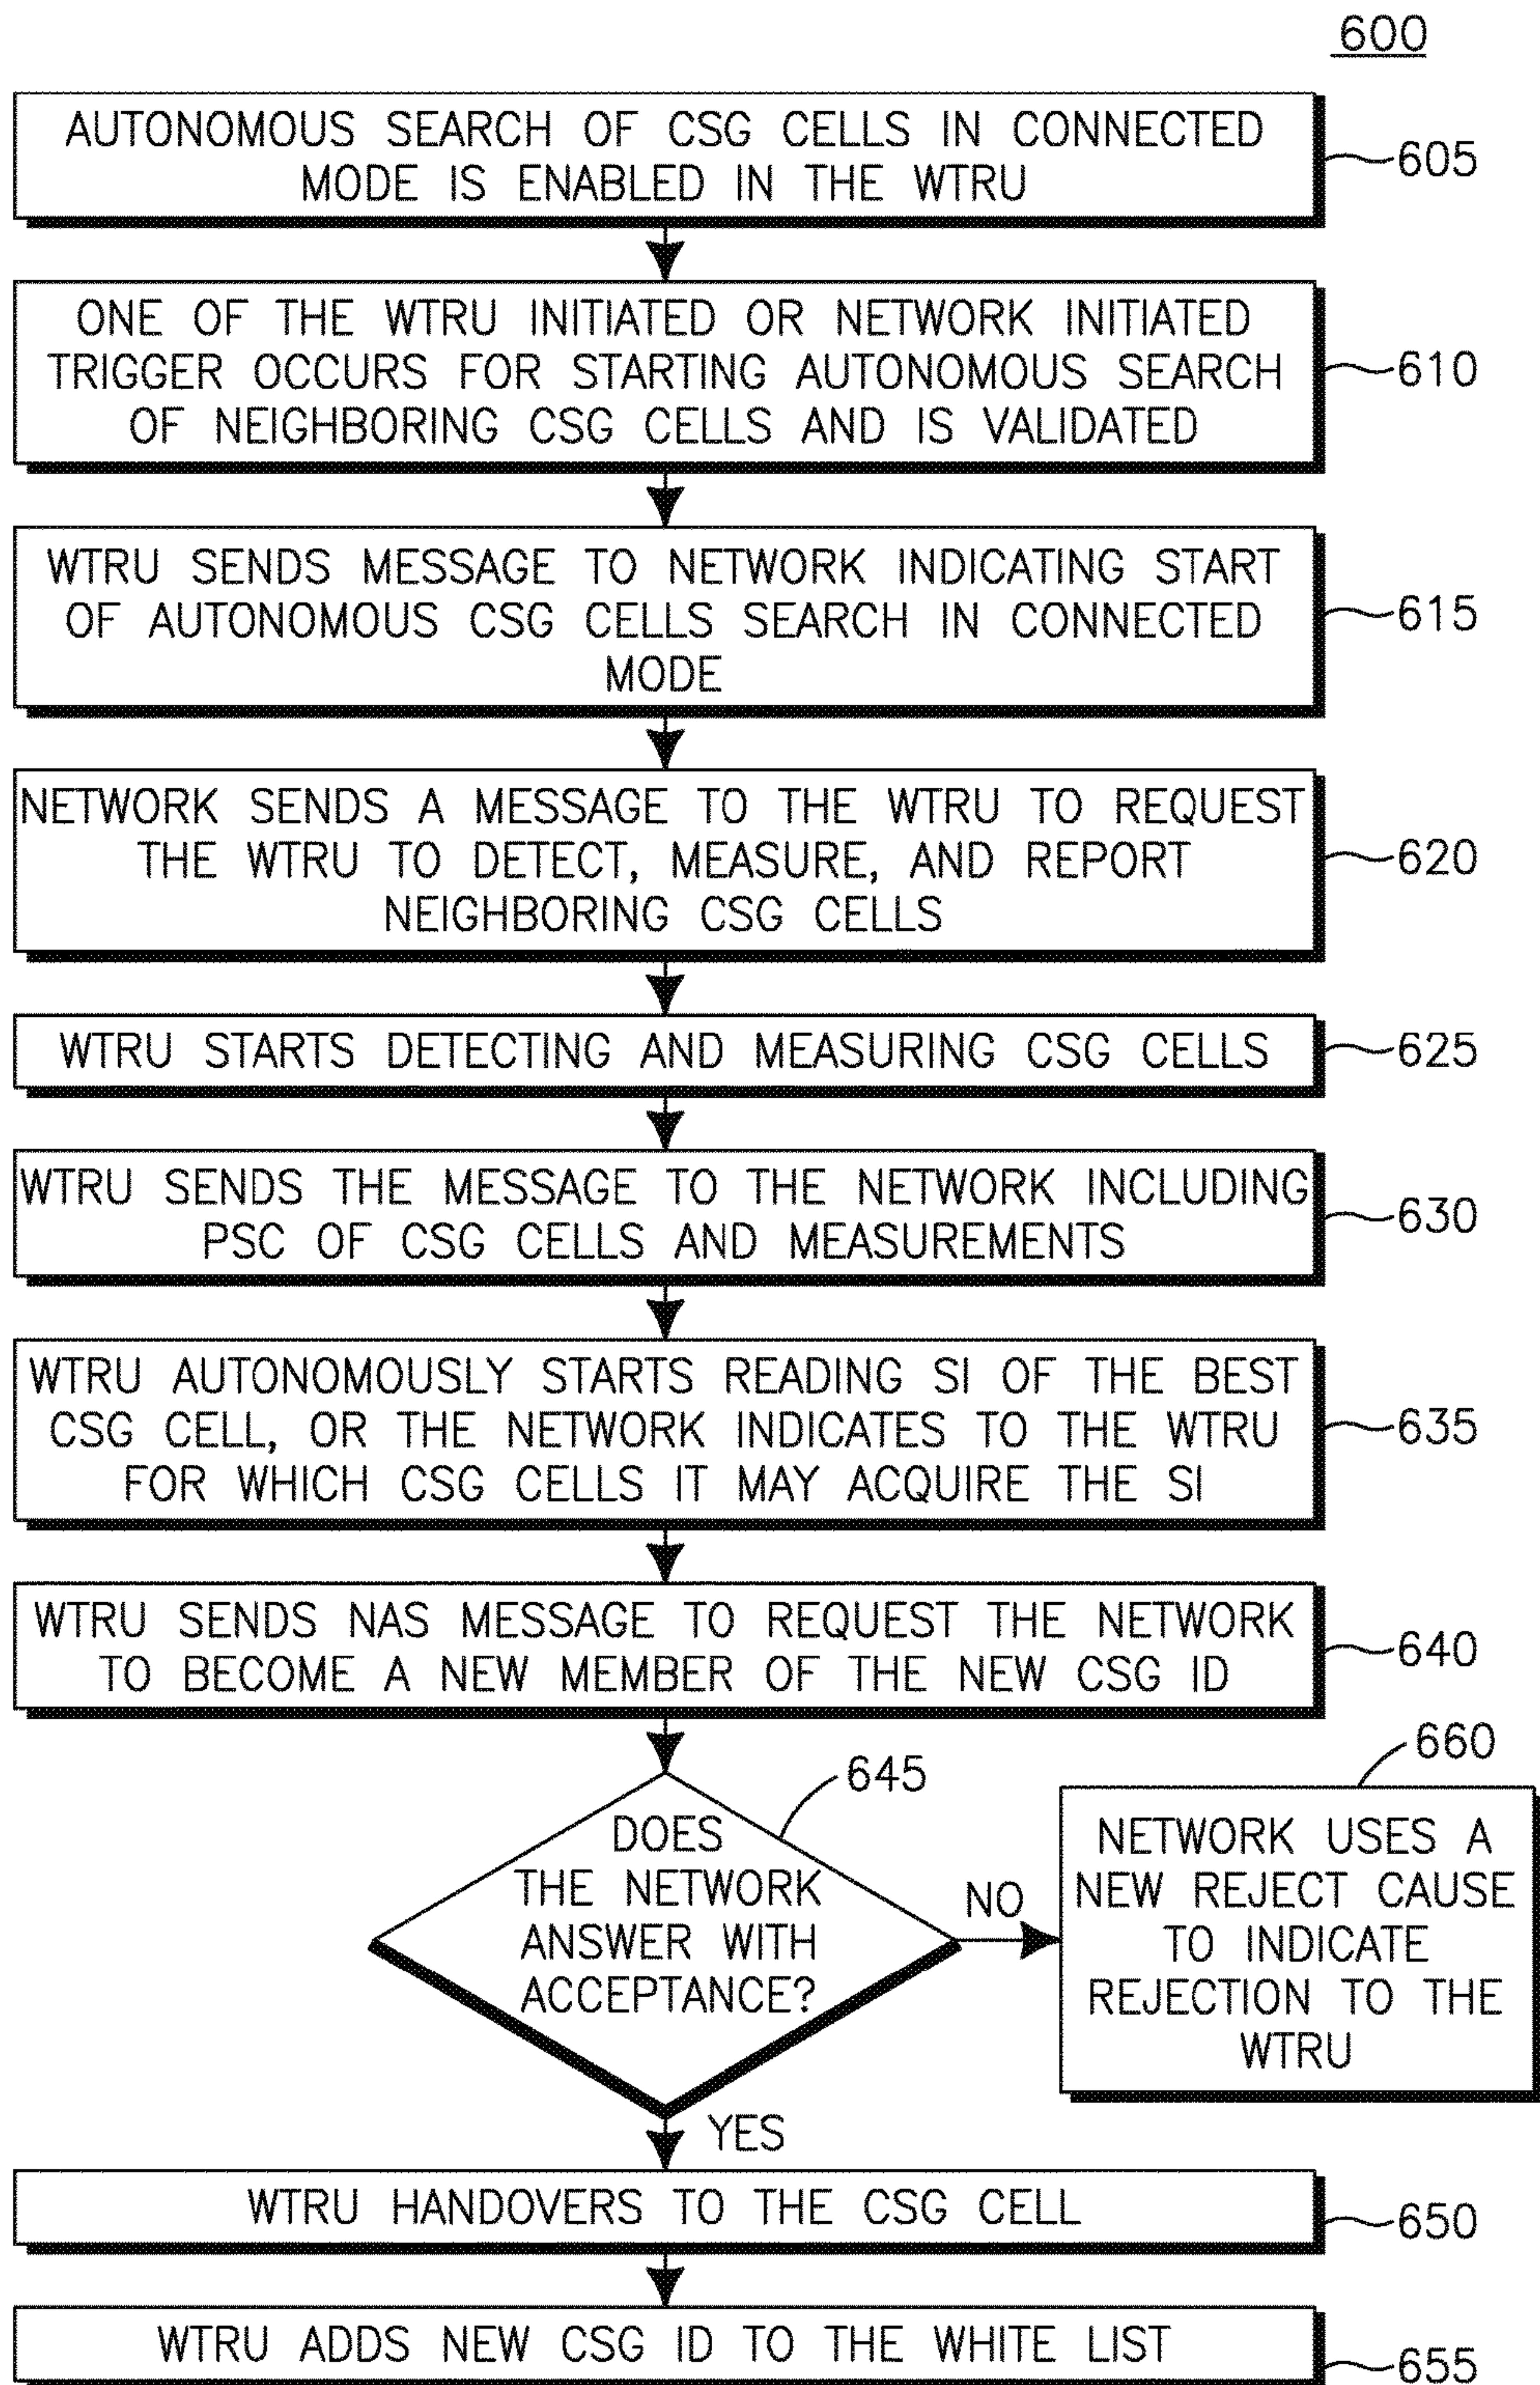 600
AUTONOMOUS SEARCH OF CSG CELLS IN CONNECTED
MODE IS ENABLED IN THE WTRU
605
ONE OF THE WTRU INITIATED OR NETWORK INITIATED
TRIGGER OCCURS FOR STARTING AUTONOMOUS SEARCH
OF NEIGHBORING CSG CELLS AND IS VALIDATED
610
WTRU SENDS MESSAGE TO NETWORK INDICATING START
OF AUTONOMOUS CSG CELLS SEARCH IN CONNECTED
MODE
615
NETWORK SENDS A MESSAGE TO THE WTRU TO REQUEST
THE WTRU TO DETECT, MEASURE, AND REPORT
NEIGHBORING CSG CELLS
620
WTRU STARTS DETECTING AND MEASURING CSG CELLS
625
WTRU SENDS THE MESSAGE TO THE NETWORK INCLUDING
PSC OF CSG CELLS AND MEASUREMENTS
630
WTRU AUTONOMOUSLY STARTS READING SI OF THE BEST
CSG CELL, OR THE NETWORK INDICATES TO THE WTRU
FOR WHICH CSG CELLS IT MAY ACQUIRE THE SI
635
WTRU SENDS NAS MESSAGE TO REQUEST THE NETWORK
TO BECOME A NEW MEMBER OF THE NEW CSG ID
640
DOES
THE NETWORK
ANSWER WITH
ACCEPTANCE?
645
NO
660
NETWORK USES A
NEW REJECT CAUSE
TO INDICATE
REJECTION TO THE
WTRU
YES
WTRU HANDOVERS TO THE CSG CELL
650
WTRU ADDS NEW CSG ID TO THE WHITE LIST
655